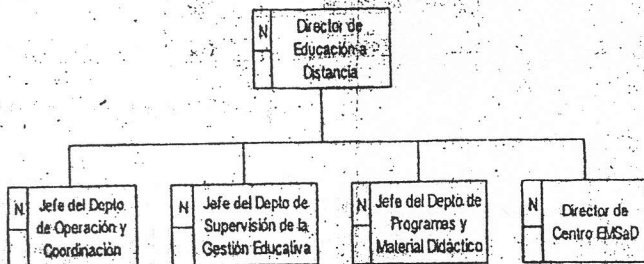 N
Director de
Educación a
Distancia
N
Jefe del Depto.
de Operación y
Coordinación
N
Jefe del Depto de
Supervisión de la
Gestión Educativa
N
Jefe del Depto. de
Programas y
Material Didáctico
N
Director de
Centro EMSaD